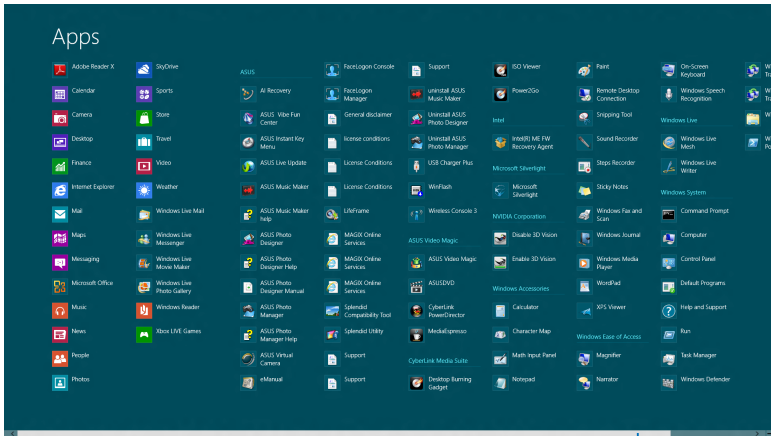 Apps
Adobe Reader X
Calendar
Camera
Desktop
Finance
Internet Explorer
Mail
Maps
Messaging
Microsoft Office
Music
News
People
Photos
SkyDrive
Sports
Store
Travel
Video
Weather
Windows Live Mail
Windows Live
Messenger
Windows Live
Movie Maker
Windows Live
Photo Gallery
Windows Reader
Xbox LIVE Games
ASUS
AI Recovery
ASUS Vibe Fun
Center
ASUS Instant Key
Menu
ASUS Live Update
ASUS Music Maker
ASUS Music Maker
help
ASUS Photo
Designer
ASUS Photo
Designer Help
ASUS Photo
Designer Manual
ASUS Photo
Manager
ASUS Photo
Manager Help
ASUS Virtual
Camera
eManual
FaceLogon Console
FaceLogon
Manager
General disclaimer
license conditions
License Conditions
License Conditions
LifeFrame
MAGIX Online
Services
MAGIX Online
Services
MAGIX Online
Services
Splendid
Compatibility Tool
Splendid Utility
Support
Support
Support
uninstall ASUS
Music Maker
Uninstall ASUS
Photo Designer
Uninstall ASUS
Photo Manager
USB Charger Plus
WinFlash
Wireless Console 3
ASUS Video Magic
ASUS Video Magic
ASUSDVD
CyberLink
PowerDirector
MediaEspresso
CyberLink Media Suite
Desktop Burning
Gadget
ISO Viewer
Power2Go
Intel
Intel(R) ME FW
Recovery Agent
Microsoft Silverlight
Microsoft
Silverlight
NVIDIA Corporation
Disable 3D Vision
Enable 3D Vision
Windows Accessories
Calculator
Character Map
Math Input Panel
Notepad
Paint
Remote Desktop
Connection
Snipping Tool
Sound Recorder
Steps Recorder
Sticky Notes
Windows Fax and
Scan
Windows Journal
Windows Media
Player
WordPad
XPS Viewer
Windows Ease of Access
Magnifier
Narrator
On-Screen
Keyboard
Windows Speech
Recognition
Windows Live
Windows Live
Mesh
Windows Live
Writer
Windows System
Command Prompt
Computer
Control Panel
Default Programs
Help and Support
Run
Task Manager
Windows Defender